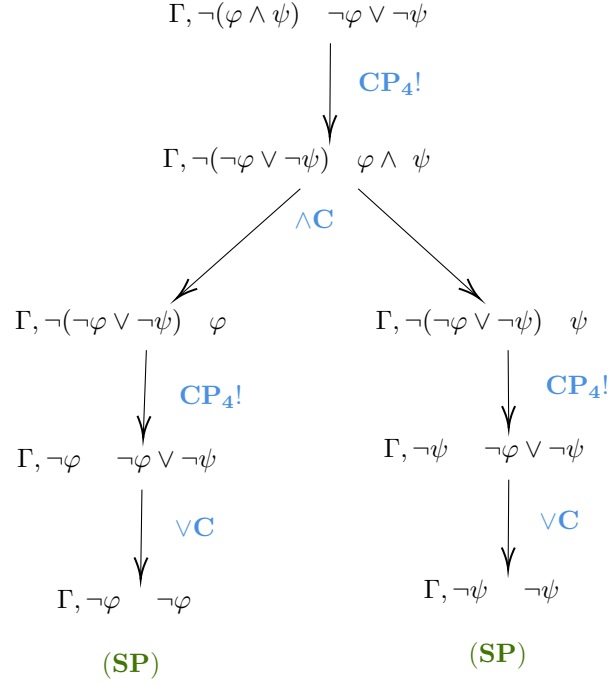 Γ, ¬(φ ∧ ψ) ¬φ ∨ ¬ψ
CP₄!
Γ, ¬(¬φ ∨ ¬ψ) φ ∧ ψ
∧C
Γ, ¬(¬φ ∨ ¬ψ) φ
Γ, ¬(¬φ ∨ ¬ψ) ψ
CP₄!
CP₄!
Γ, ¬φ ¬φ ∨ ¬ψ
Γ, ¬ψ ¬φ ∨ ¬ψ
∨C
∨C
Γ, ¬φ ¬φ
Γ, ¬ψ ¬ψ
(SP)
(SP)